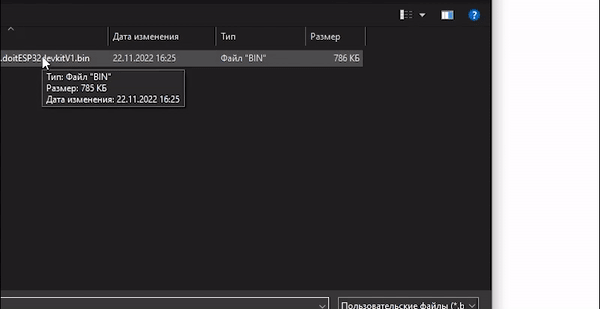 Дата изменения Тип Размер
.doitESP32devkitV1.bin 22.11.2022 16:25 Файл "BIN" 786 КБ
Тип: Файл "BIN"
Размер: 785 КБ
Дата изменения: 22.11.2022 16:25
Пользовательские файлы (*.b